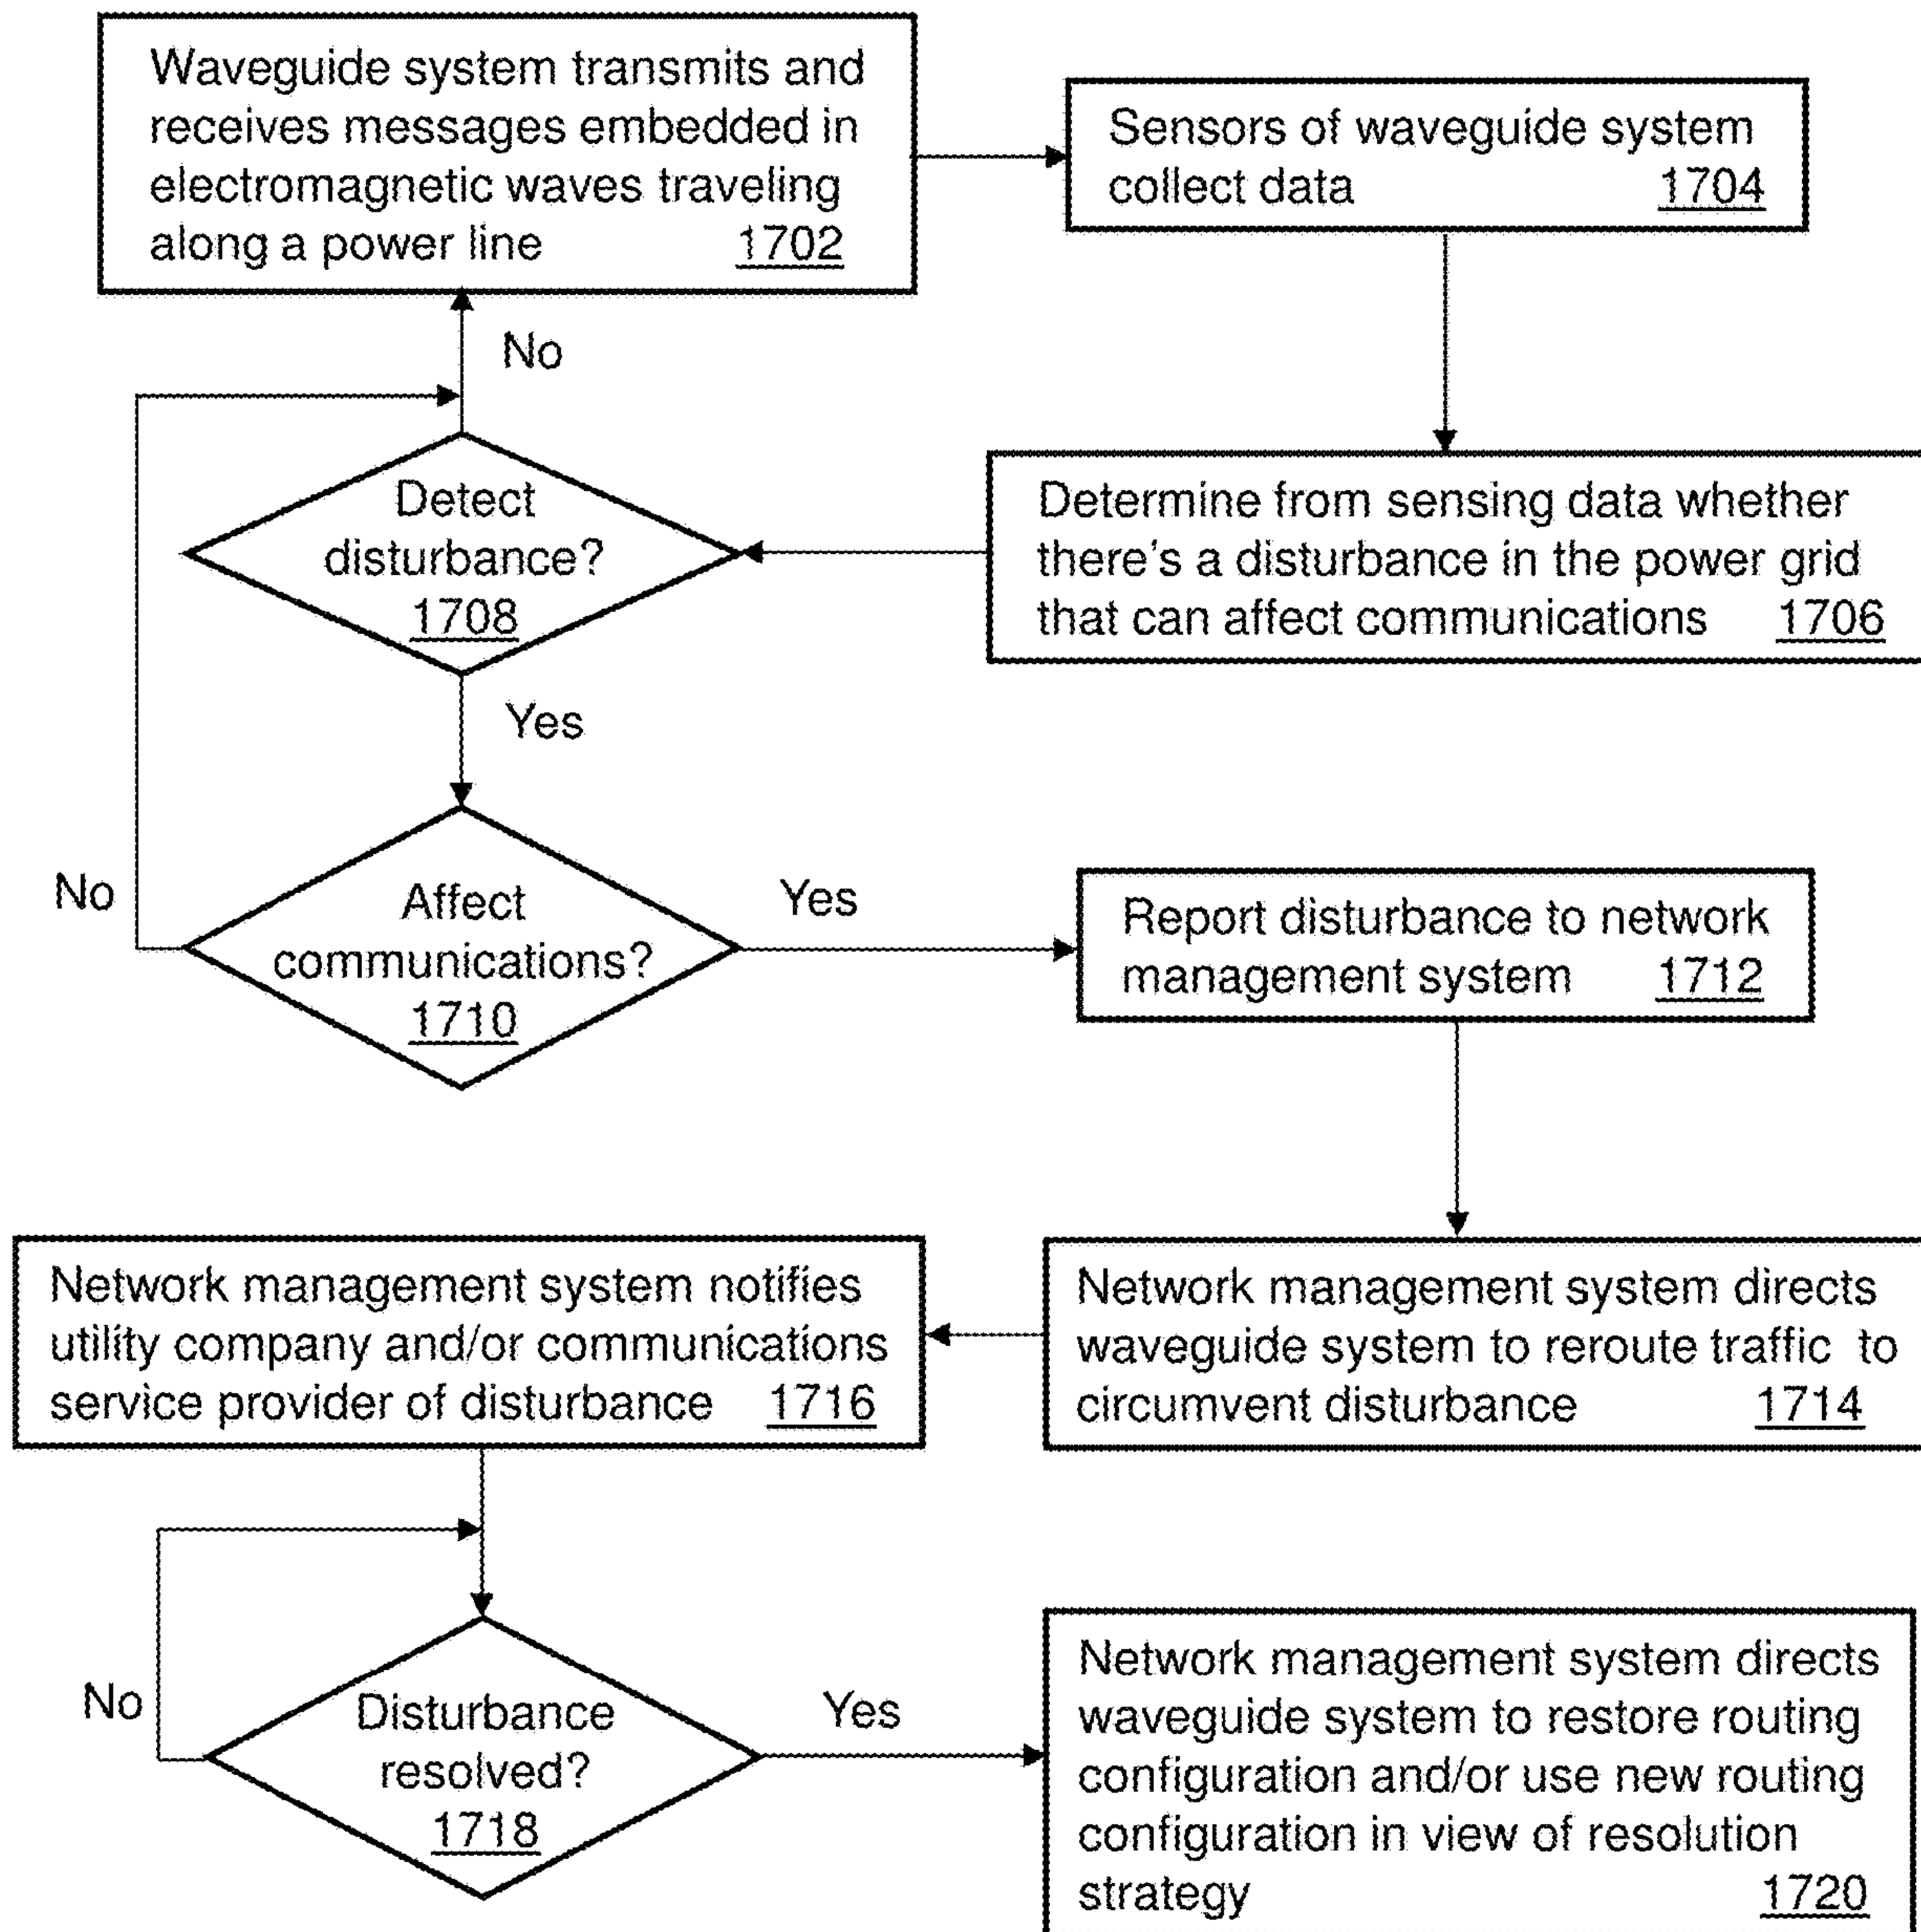 Waveguide system transmits and
receives messages embedded in
electromagnetic waves traveling
along a power line 1702
Sensors of waveguide system
collect data 1704
No
Detect
disturbance?
1708
Determine from sensing data whether
there's a disturbance in the power grid
that can affect communications 1706
Yes
No
Affect
communications?
1710
Yes
Report disturbance to network
management system 1712
Network management system notifies
utility company and/or communications
service provider of disturbance 1716
Network management system directs
waveguide system to reroute traffic to
circumvent disturbance 1714
No
Disturbance
resolved?
1718
Yes
Network management system directs
waveguide system to restore routing
configuration and/or use new routing
configuration in view of resolution
strategy 1720